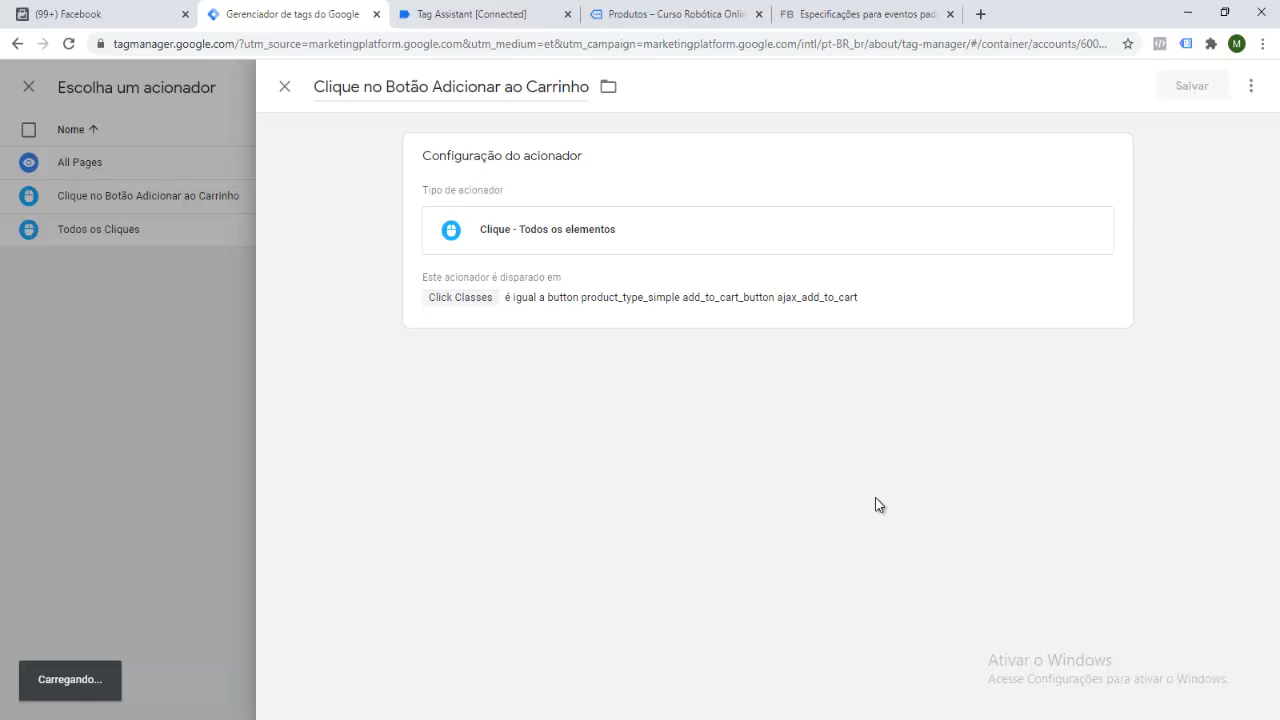 (99+) Facebook
Gerenciador de tags do Google
Tag Assistant [Connected]
Produtos – Curso Robótica Onlin
FB Especificações para eventos pad
tagmanager.google.com/?utm_source=marketingplatform.google.com&utm_medium=et&utm_campaign=marketingplatform.google.com/intl/pt-BR_br/about/tag-manager/#/container/accounts/600...
M
Escolha um acionador
Nome
All Pages
Clique no Botão Adicionar ao Carrinho
Todos os Cliques
Carregando...
Clique no Botão Adicionar ao Carrinho
Salvar
Configuração do acionador
Tipo de acionador
Clique - Todos os elementos
Este acionador é disparado em
Click Classes é igual a button product_type_simple add_to_cart_button ajax_add_to_cart
Ativar o Windows
Acesse Configurações para ativar o Windows.